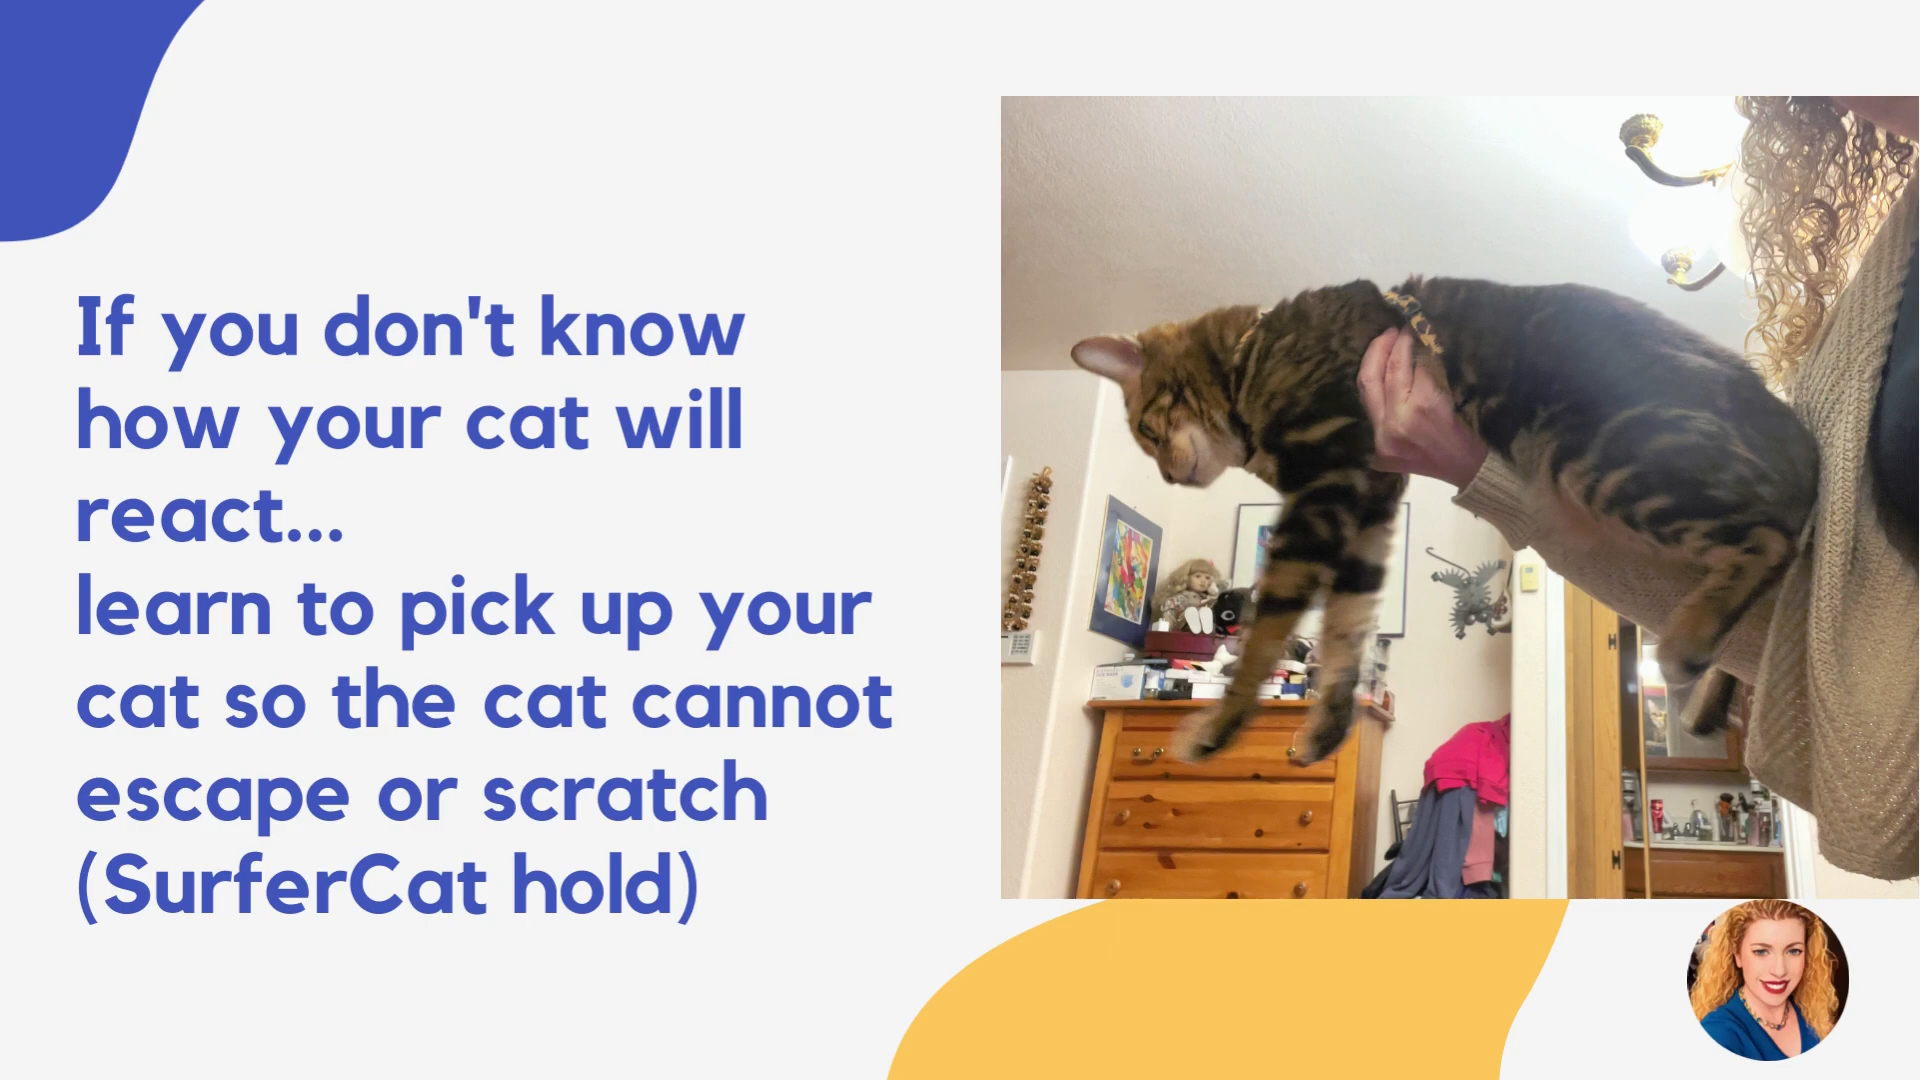 If you don't know
how your cat will
react...
learn to pick up your
cat so the cat cannot
escape or scratch
(SurferCat hold)